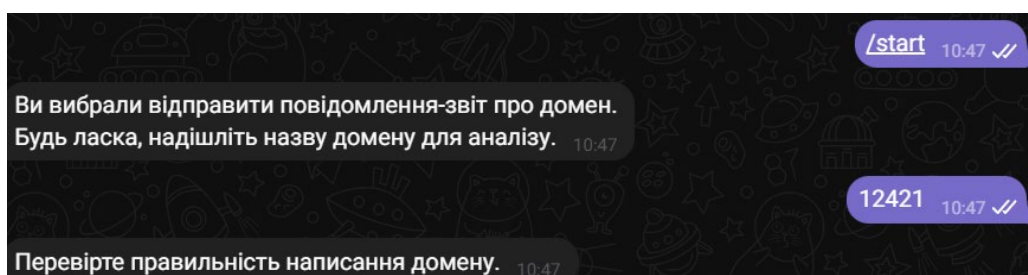 /start 10:47
Ви вибрали відправити повідомлення-звіт про домен.
Будь ласка, надішліть назву домену для аналізу. 10:47
12421 10:47
Перевірте правильність написання домену. 10:47